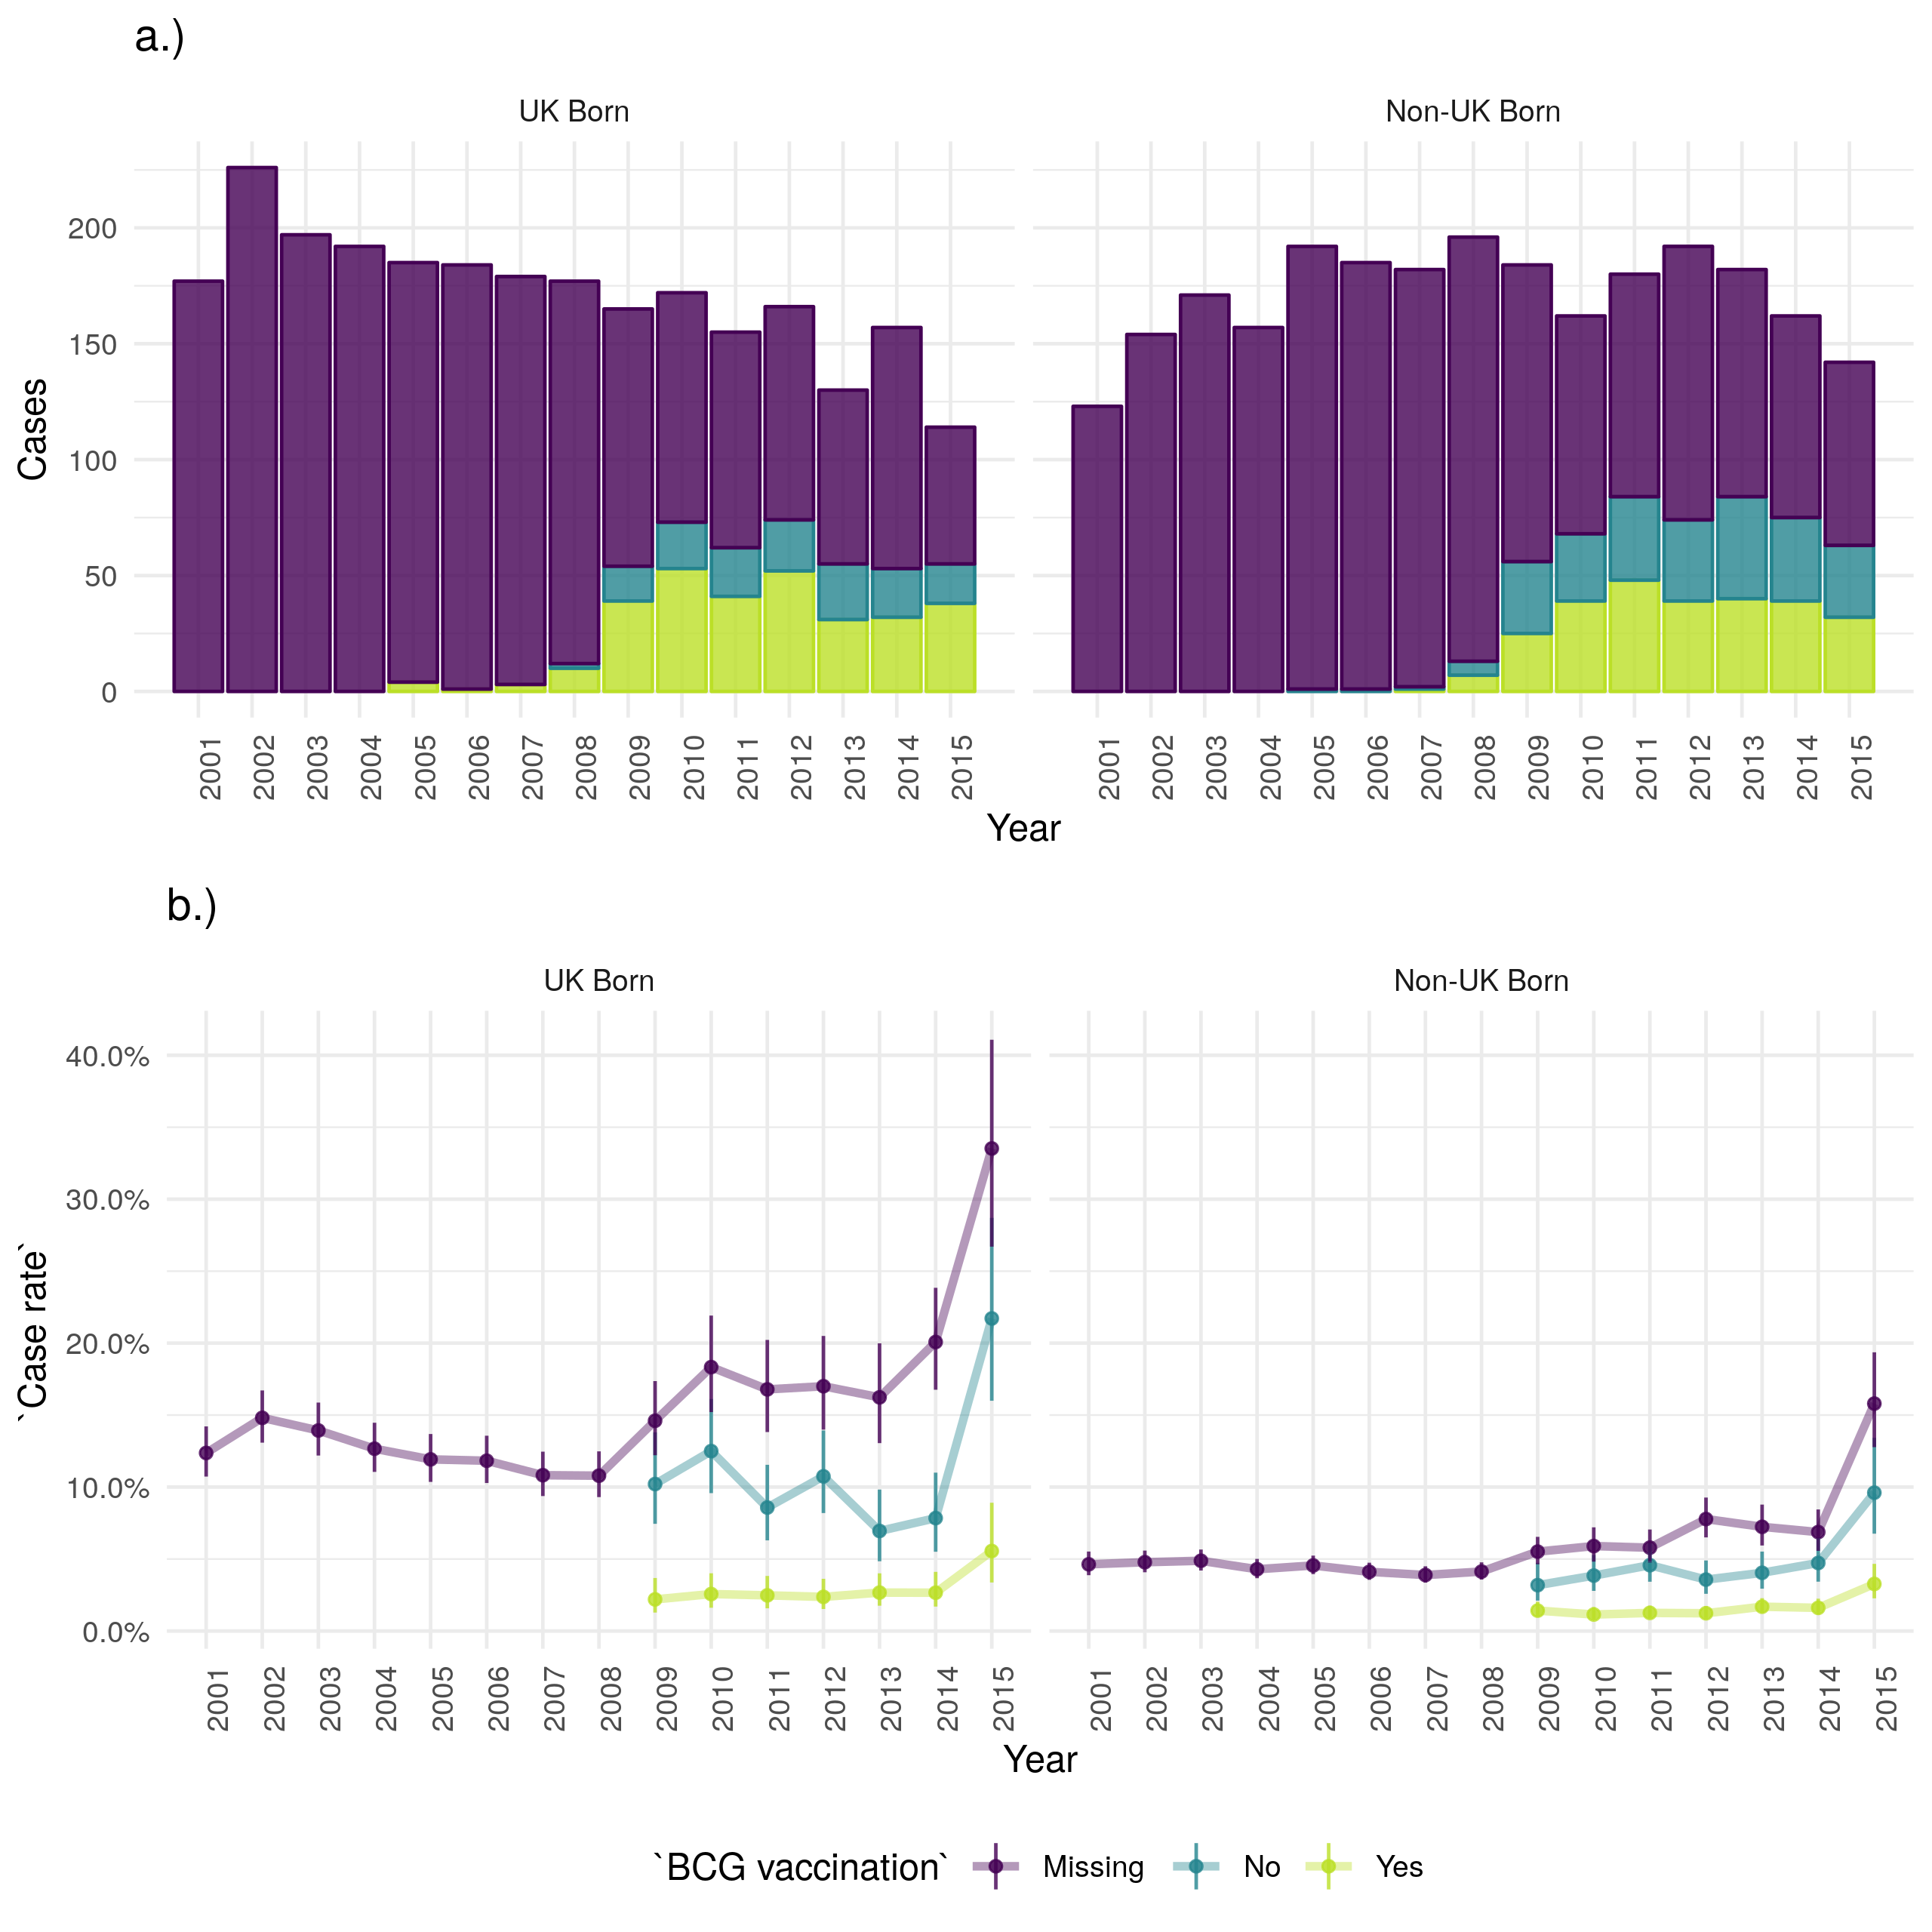 a.)
UK Born
Non-UK Born
Cases
200
150
100
50
0
2001 2002 2003 2004 2005 2006 2007 2008 2009 2010 2011 2012 2013 2014 2015
2001 2002 2003 2004 2005 2006 2007 2008 2009 2010 2011 2012 2013 2014 2015
Year
b.)
UK Born
Non-UK Born
`Case rate`
40.0%
30.0%
20.0%
10.0%
0.0%
2001 2002 2003 2004 2005 2006 2007 2008 2009 2010 2011 2012 2013 2014 2015
2001 2002 2003 2004 2005 2006 2007 2008 2009 2010 2011 2012 2013 2014 2015
Year
`BCG vaccination` Missing No Yes